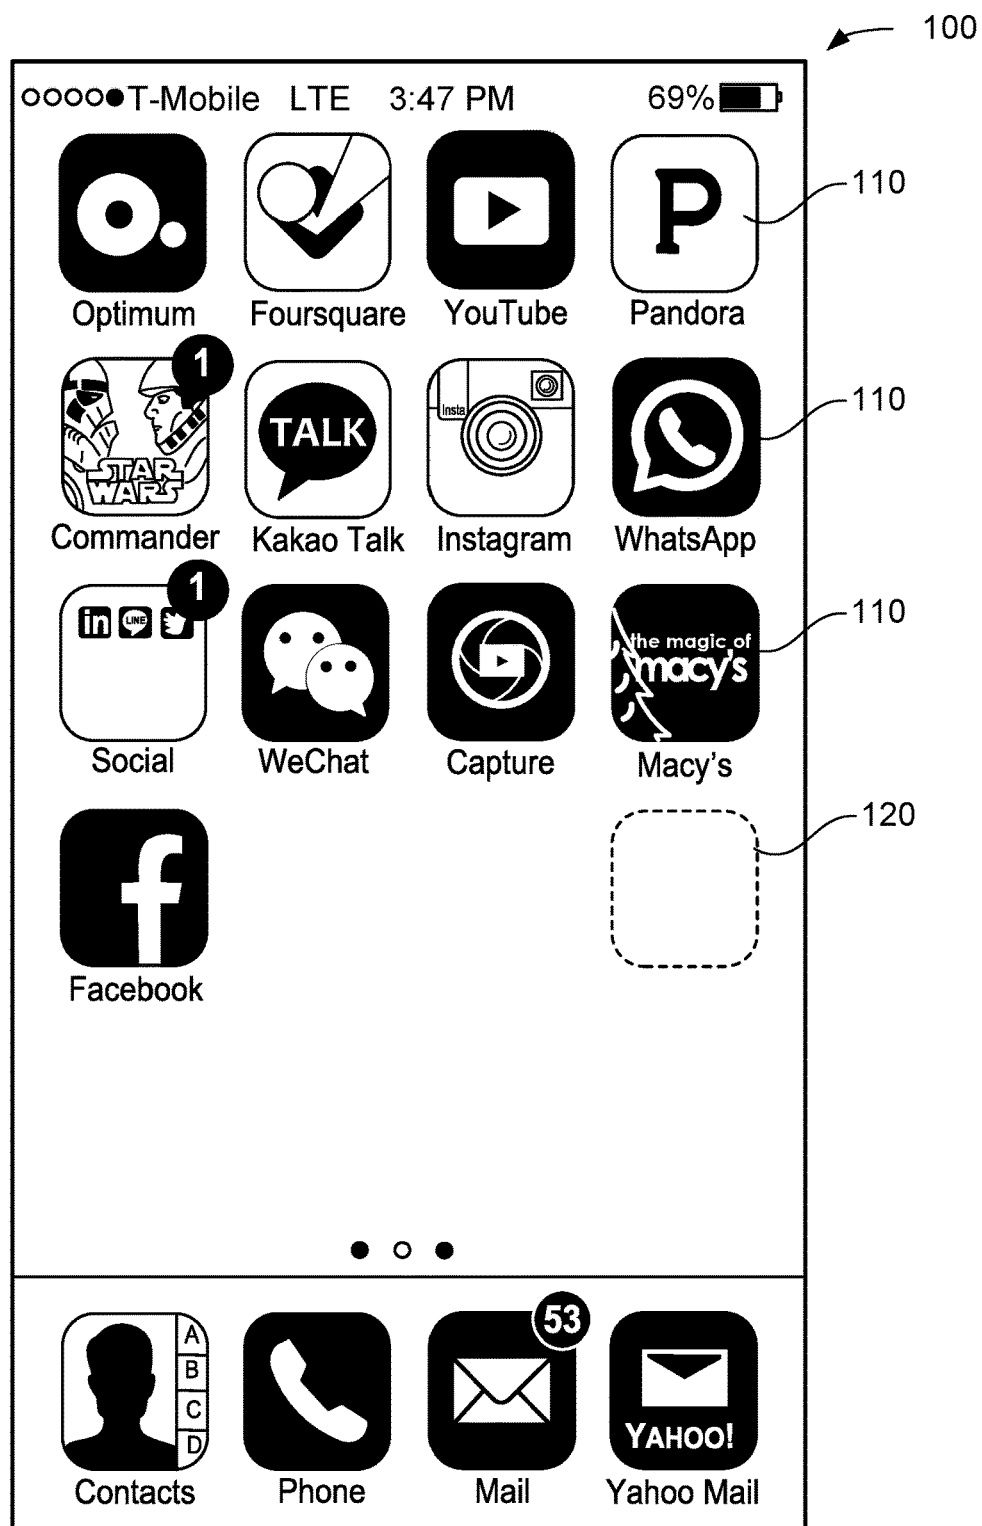 100
T-Mobile LTE 3:47 PM 69%
P
110
Optimum Foursquare YouTube Pandora
1
STAR WARS
TALK
Insta
110
Commander Kakao Talk Instagram WhatsApp
1
in LINE
the magic of
macy's
110
Social WeChat Capture Macy's
f
120
Facebook
A
B
C
D
53
YAHOO!
Contacts Phone Mail Yahoo Mail